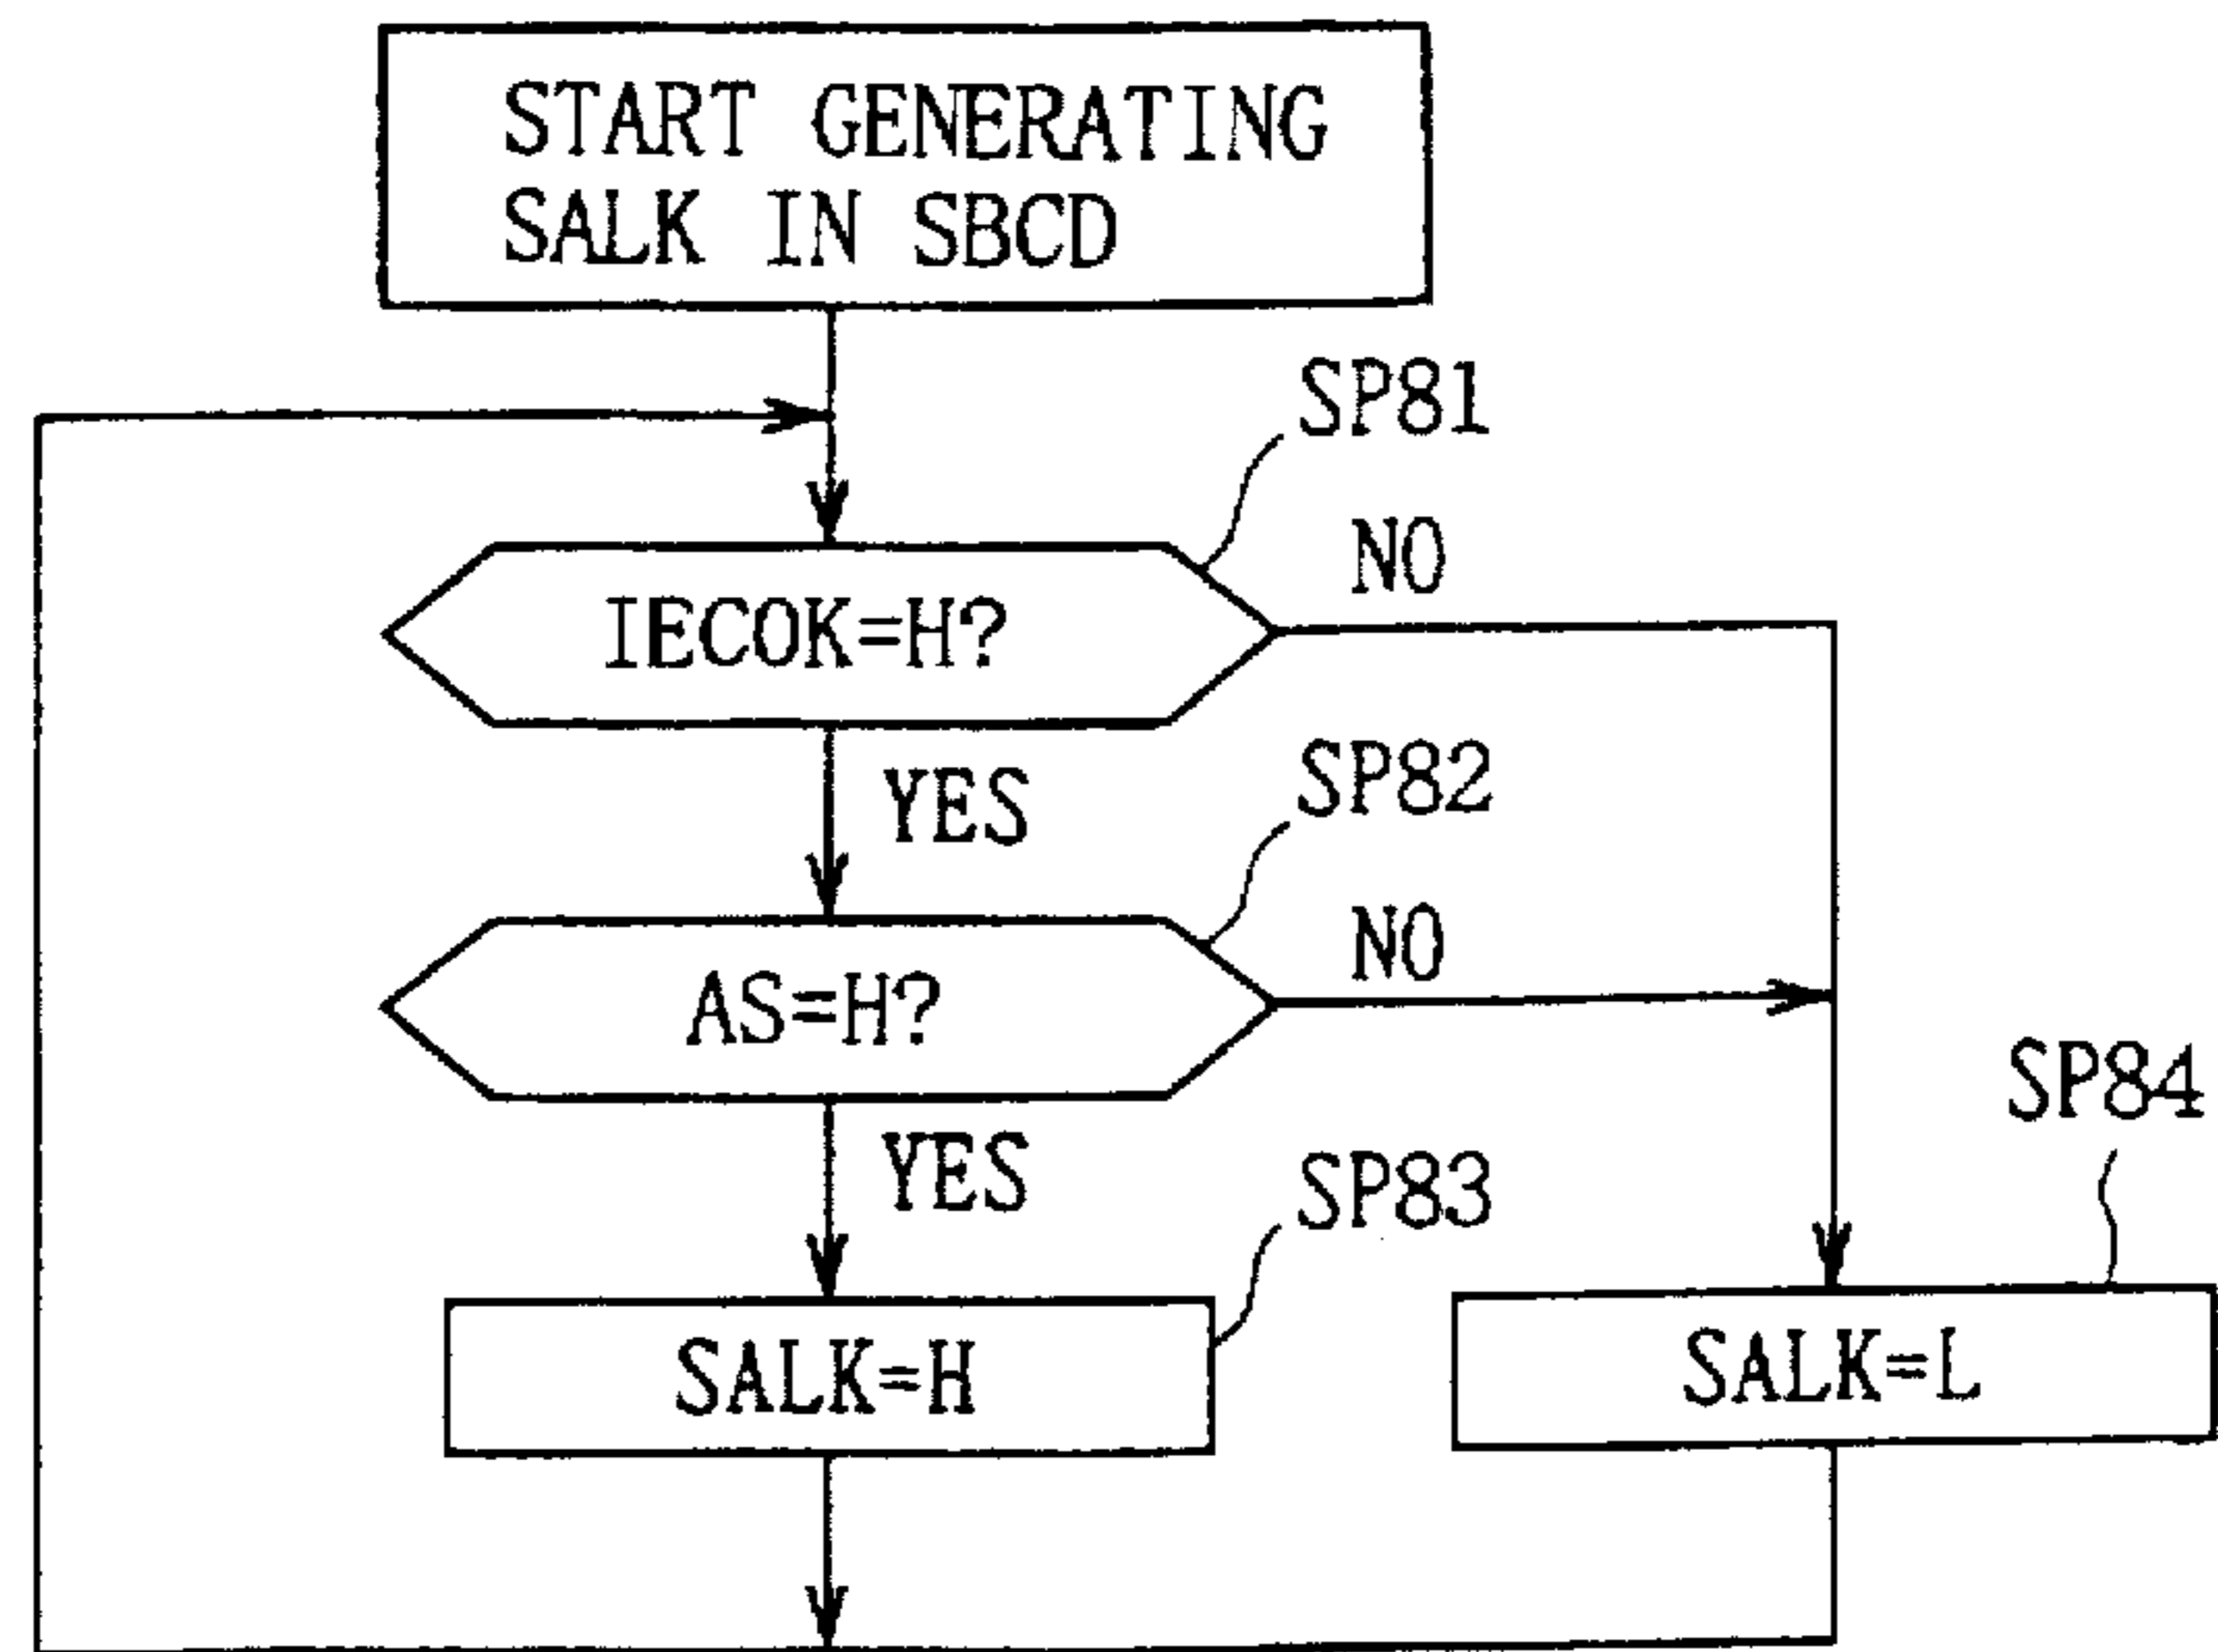 START GENERATING
SALK IN SBCD
SP81
NO
IECOK=H?
YES
SP82
NO
AS=H?
YES
SP83
SP84
SALK=H
SALK=L